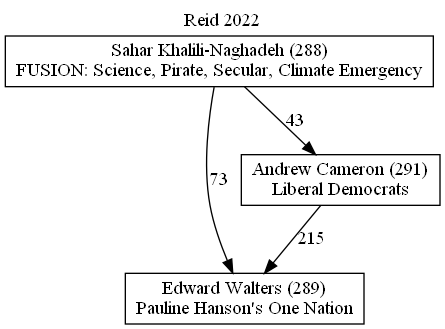 Reid 2022
Sahar Khalili-Naghadeh (288)
FUSION: Science, Pirate, Secular, Climate Emergency
43
73
Andrew Cameron (291)
Liberal Democrats
215
Edward Walters (289)
Pauline Hanson's One Nation